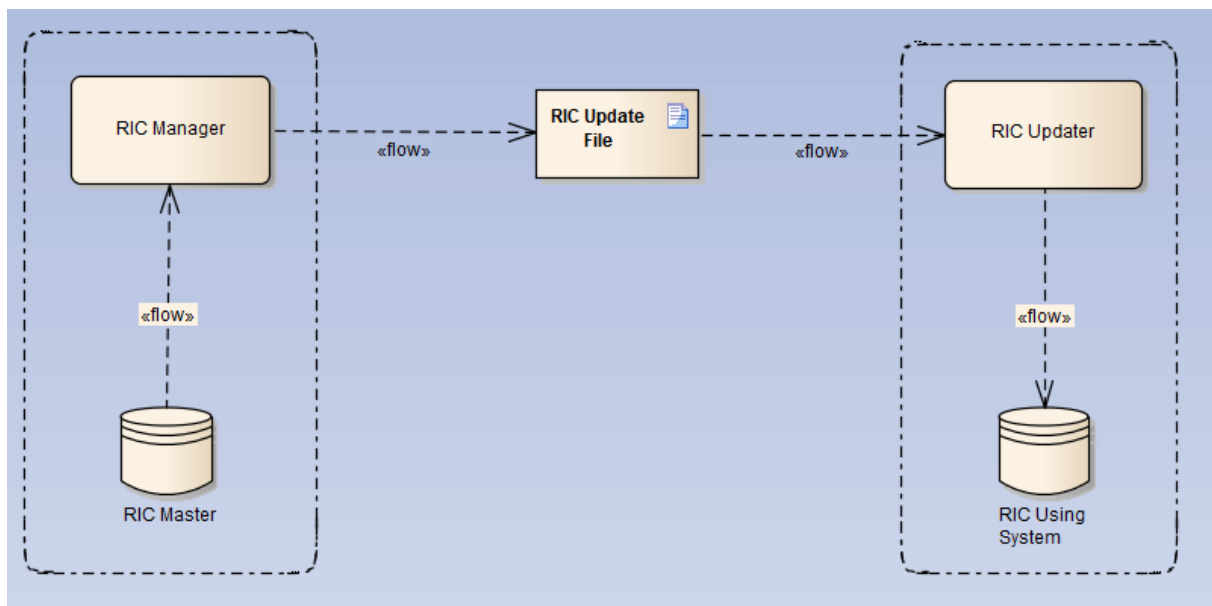 RIC Manager
«flow»
RIC Update
File
«flow»
RIC Updater
«flow»
«flow»
RIC Master
RIC Using
System